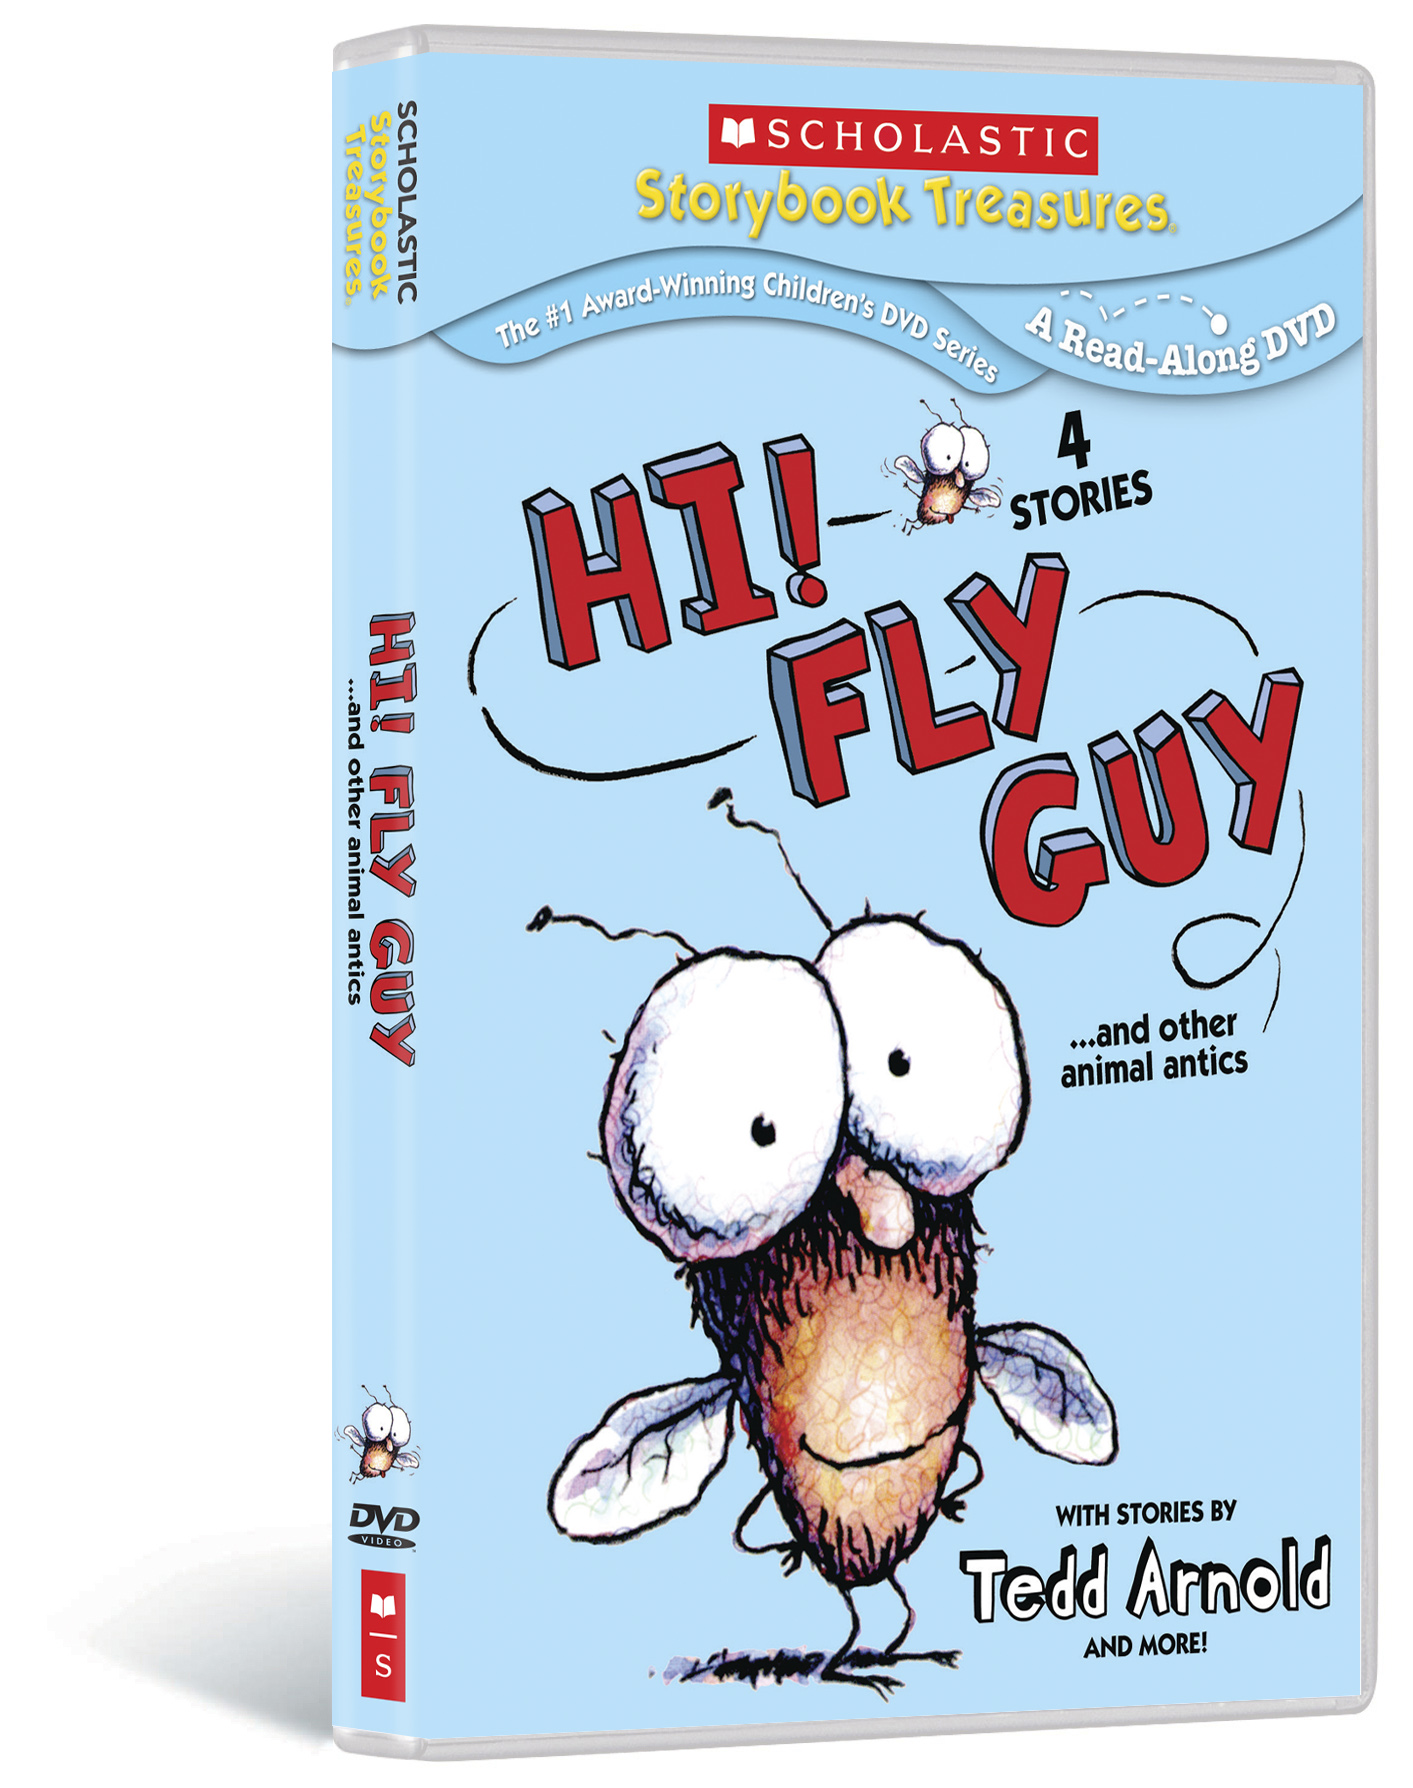 SCHOLASTIC
Storybook Treasures®
The #1 Award-Winning Children's DVD Series
A Read-Along DVD
HI!
4
STORIES
FLY
GUY
...and other
animal antics
WITH STORIES BY
Tedd Arnold
AND MORE!
SCHOLASTIC
Storybook
Treasures®
HI! FLY GUY
...and other animal antics
DVD
VIDEO
S